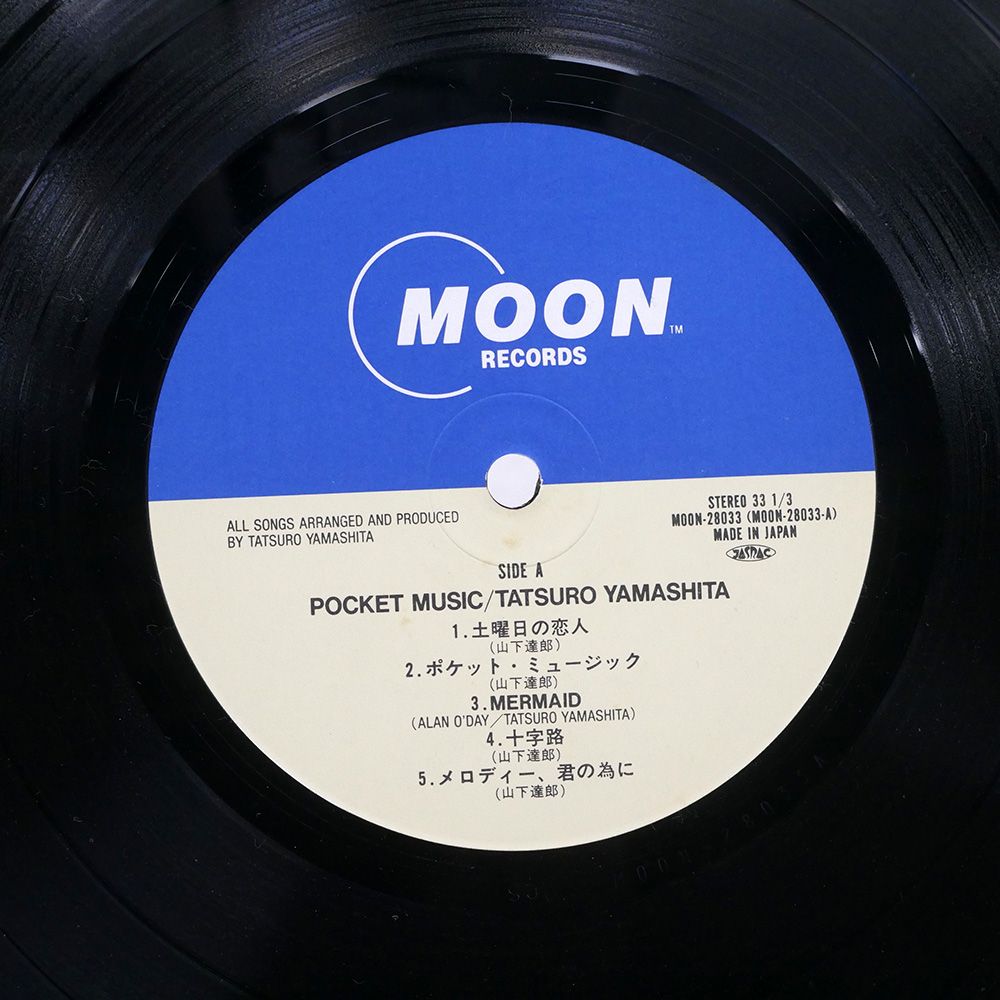 MOON™
RECORDS
ALL SONGS ARRANGED AND PRODUCED
BY TATSURO YAMASHITA
STEREO 33 1/3
MOON-28033 (MOON-28033-A)
MADE IN JAPAN
JASRAC
SIDE A
POCKET MUSIC/TATSURO YAMASHITA
1.土曜日の恋人
(山下達郎)
2.ポケット・ミュージック
(山下達郎)
3.MERMAID
(ALAN O'DAY/TATSURO YAMASHITA)
4.十字路
(山下達郎)
5.メロディー、君の為に
(山下達郎)